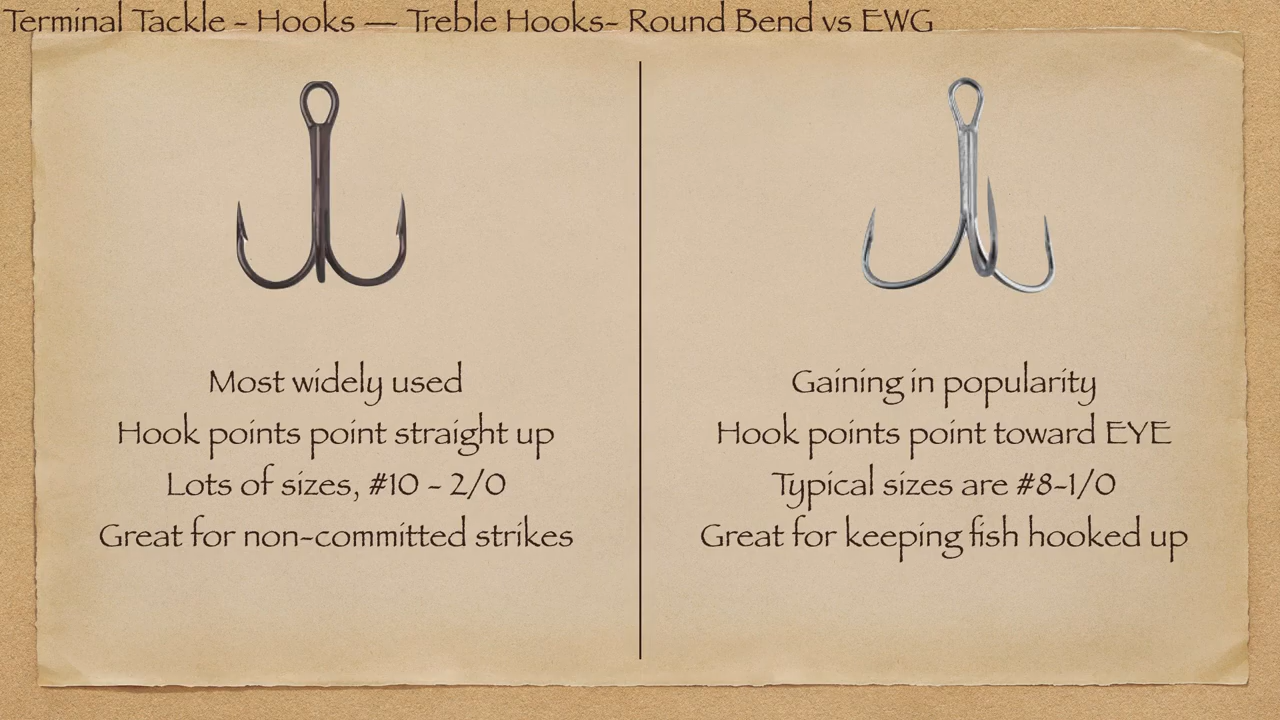 Terminal Tackle - Hooks — Treble Hooks- Round Bend vs EWG
Most widely used
Hook points point straight up
Lots of sizes, #10 - 2/0
Great for non-committed strikes
Gaining in popularity
Hook points point toward EYE
Typical sizes are #8-1/0
Great for keeping fish hooked up